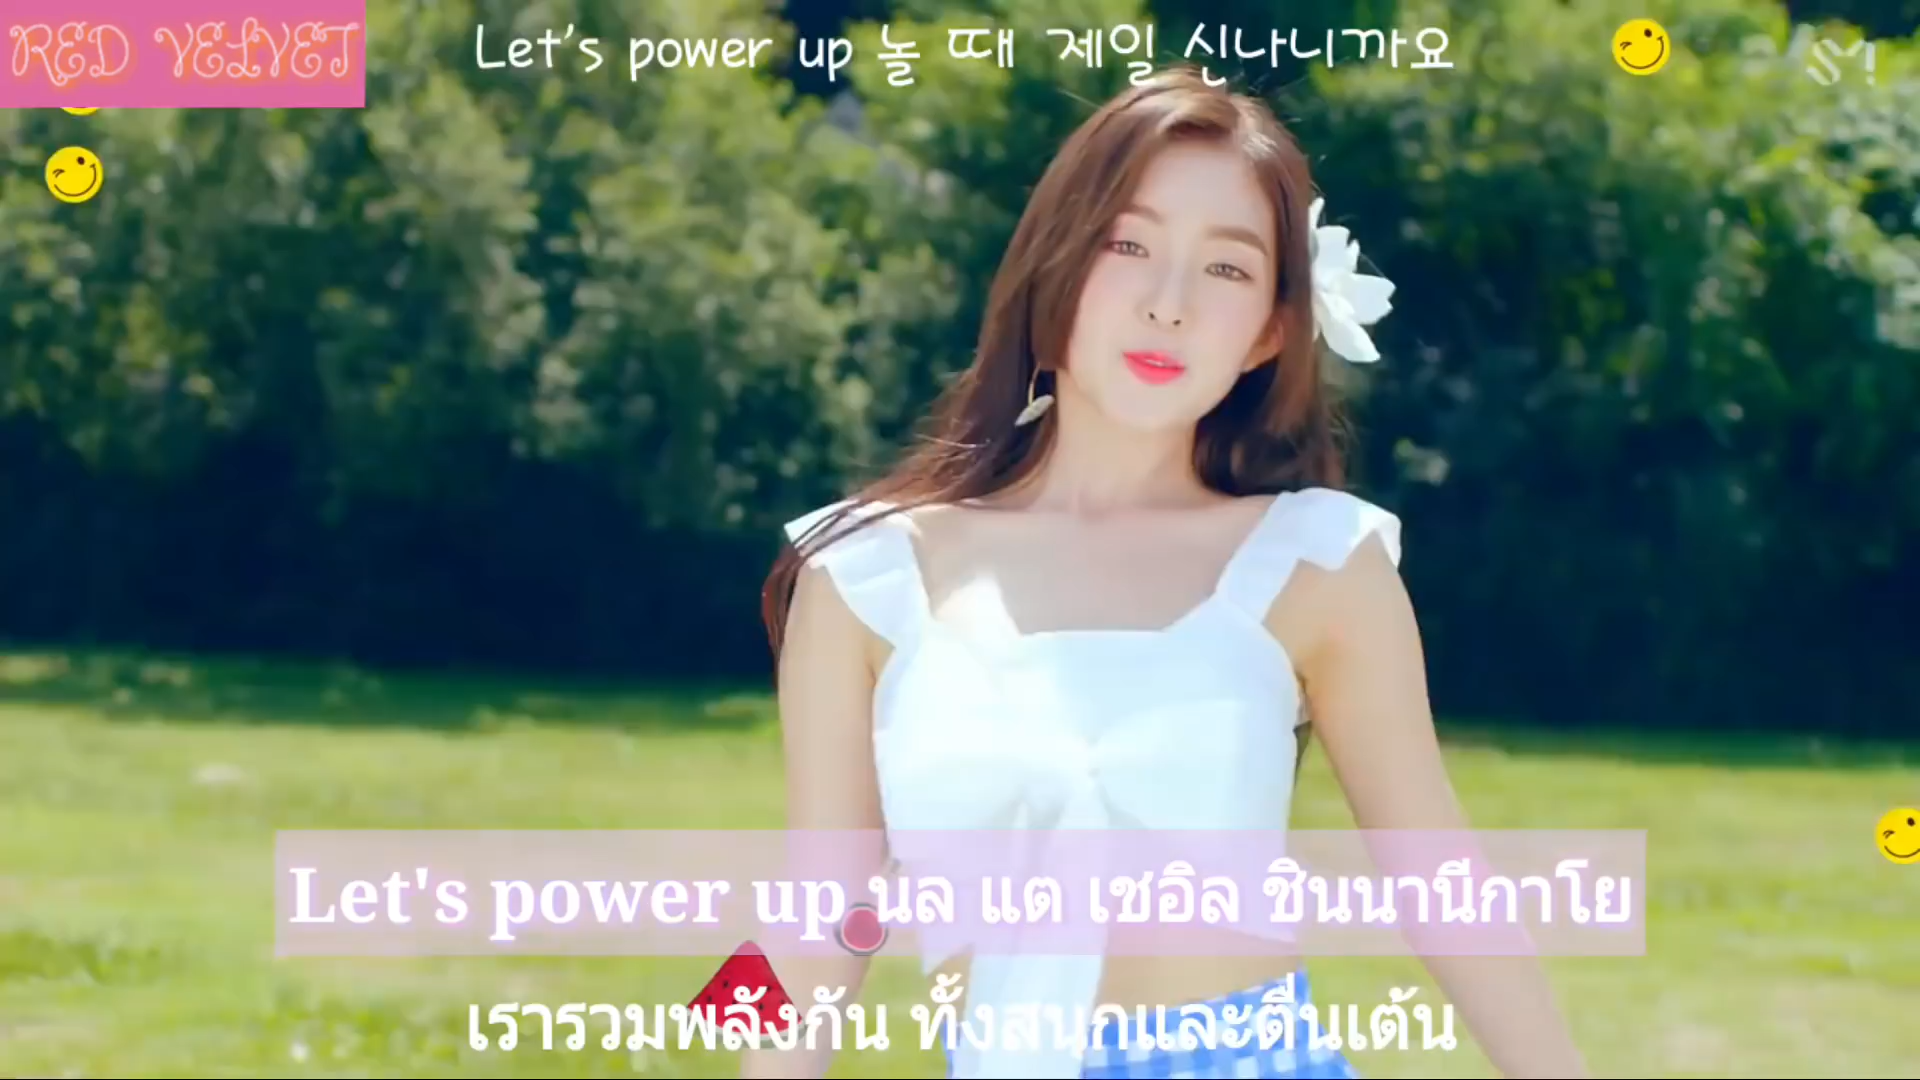 RED VELVET
Let's power up 놀 때 제일 신나니까요
SM
Let's power up นล แต เชอิล ชินนานีกาโย
เรารวมพลังกัน ทั้งสนุกและตื่นเต้น